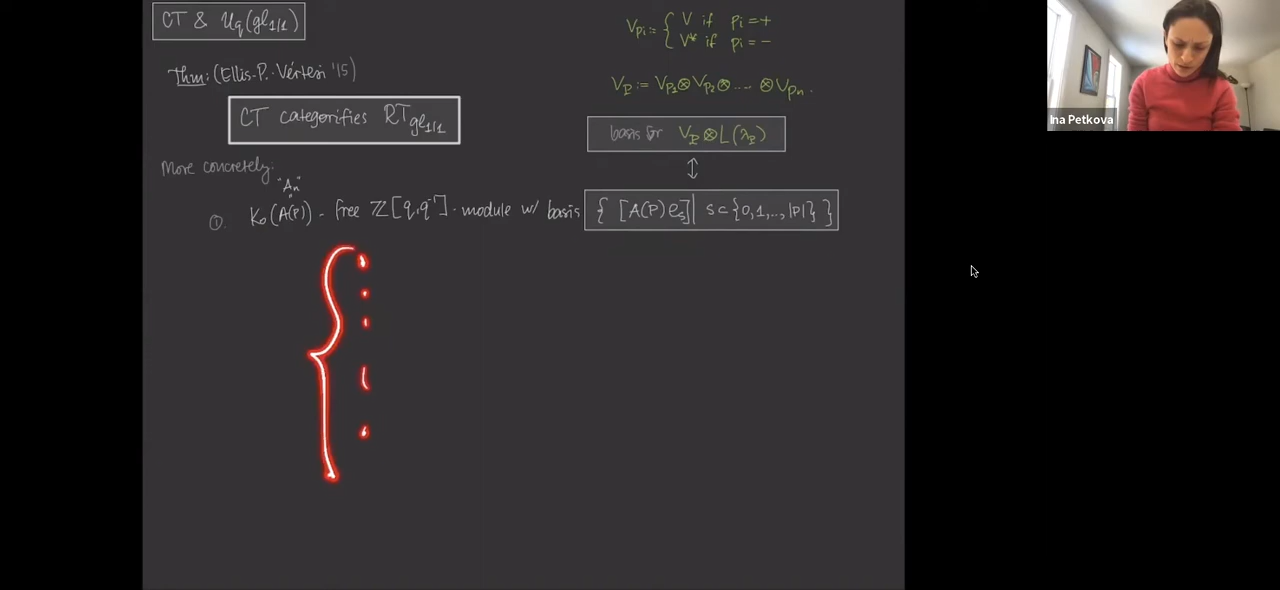 CT & U_q(gl_{1|1})
Thm: (Ellis-P.-Vértesi '15)
CT categorifies RT_{gl_{1|1}}
More concretely:
"A_n"
①. K_0(A(P)) - free ℤ[q,q^{-1}]-module w/ basis { [A(P)e_s] | s ⊂ {0,1,..,|P|} }
V_{P_i} := { V if P_i = +
V* if P_i = -
V_P := V_{P_1} ⊗ V_{P_2} ⊗ .... ⊗ V_{P_n}.
basis for V_P ⊗ L(λ_P)
↕
Ina Petkova